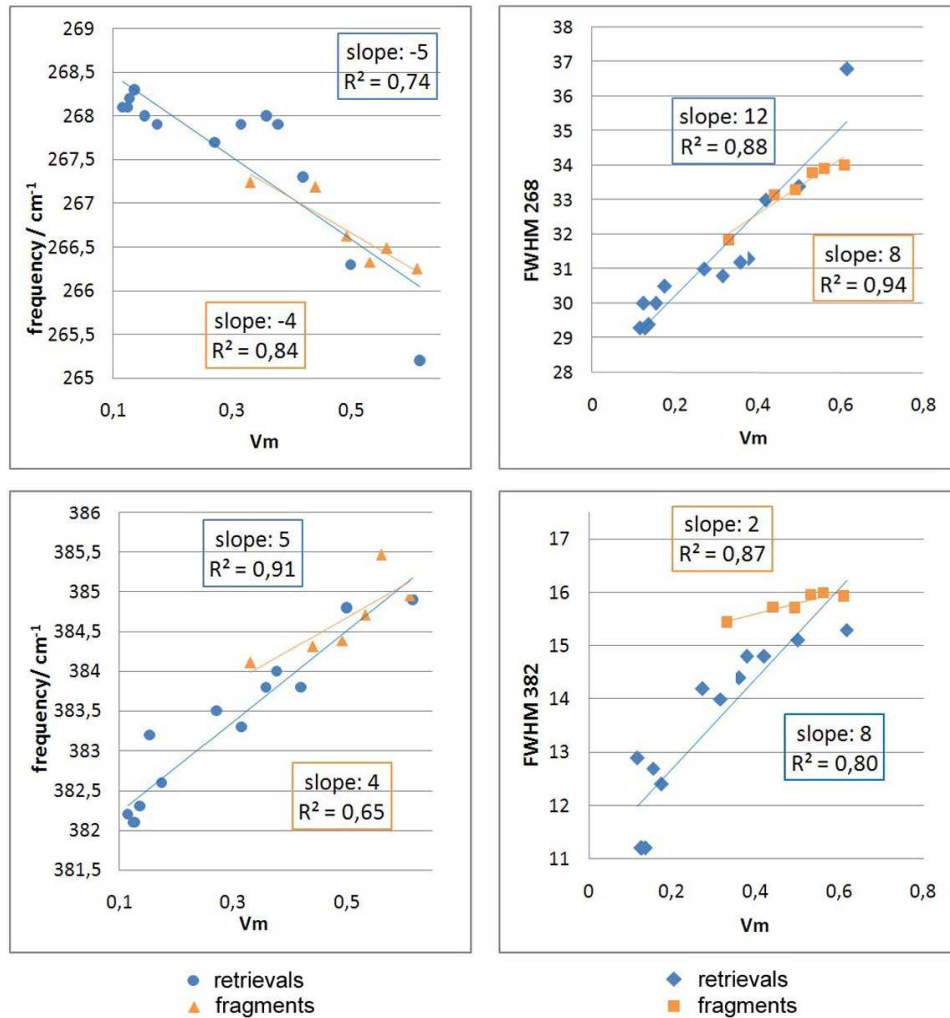 269
268,5
268
267,5
267
266,5
266
265,5
265
frequency / cm⁻¹
0,1 0,3 0,5
Vm
slope: -5
R² = 0,74
slope: -4
R² = 0,84
38
37
36
35
34
33
32
31
30
29
28
FWHM 268
0 0,2 0,4 0,6 0,8
Vm
slope: 12
R² = 0,88
slope: 8
R² = 0,94
386
385,5
385
384,5
384
383,5
383
382,5
382
381,5
frequency/ cm⁻¹
0,1 0,3 0,5
Vm
slope: 5
R² = 0,91
slope: 4
R² = 0,65
17
16
15
14
13
12
11
FWHM 382
0 0,2 0,4 0,6 0,8
Vm
slope: 2
R² = 0,87
slope: 8
R² = 0,80
retrievals
fragments
retrievals
fragments